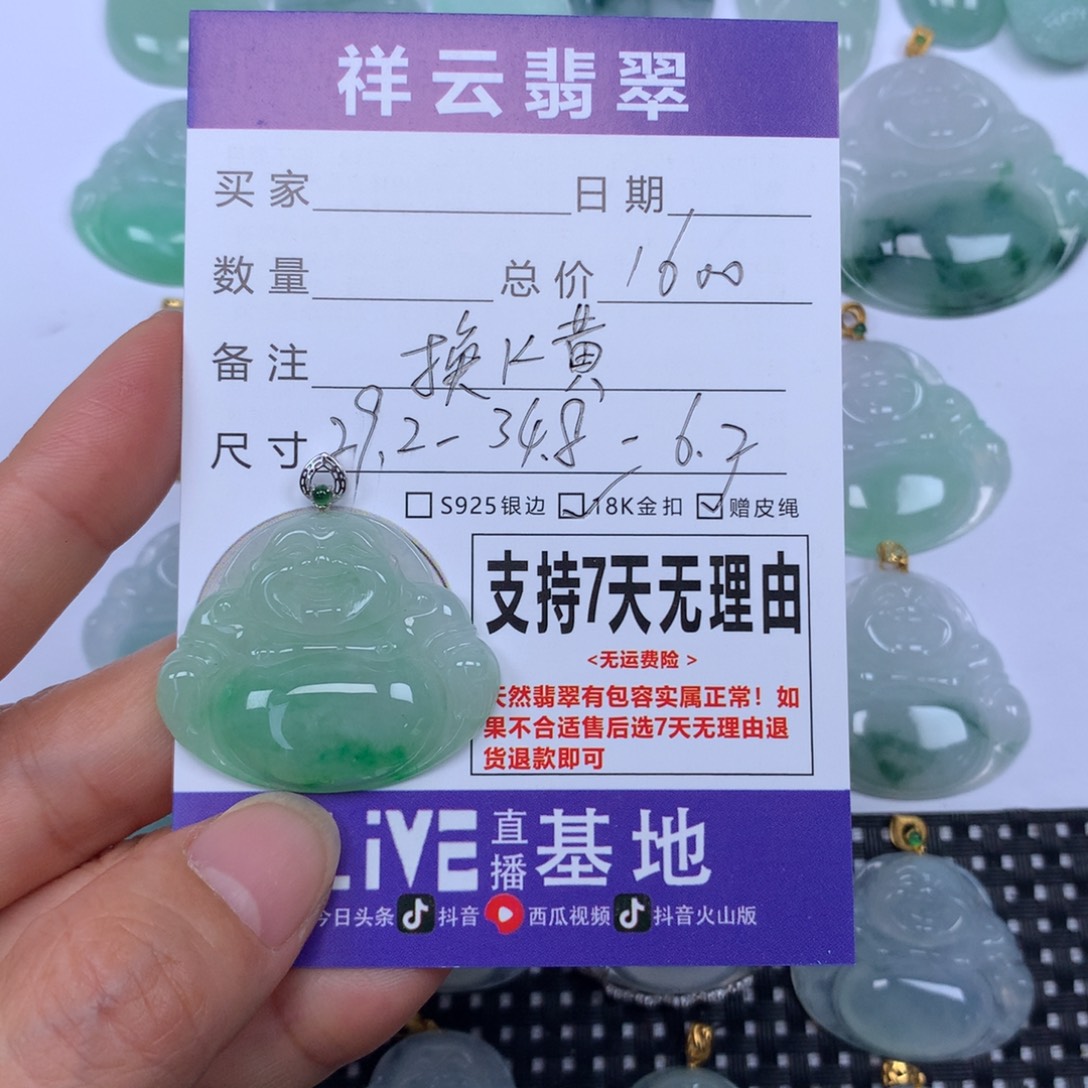 祥云翡翠
买家 日期
数量 总价 1600
备注 换K黄
尺寸 29.2-34.8-6.7
S925银边 18K金扣 赠皮绳
支持7天无理由
<无运费险>
天然翡翠有包容实属正常！如
果不合适售后选7天无理由退
货退款即可
LiVE 直播 基地
今日头条 抖音 西瓜视频 抖音火山版